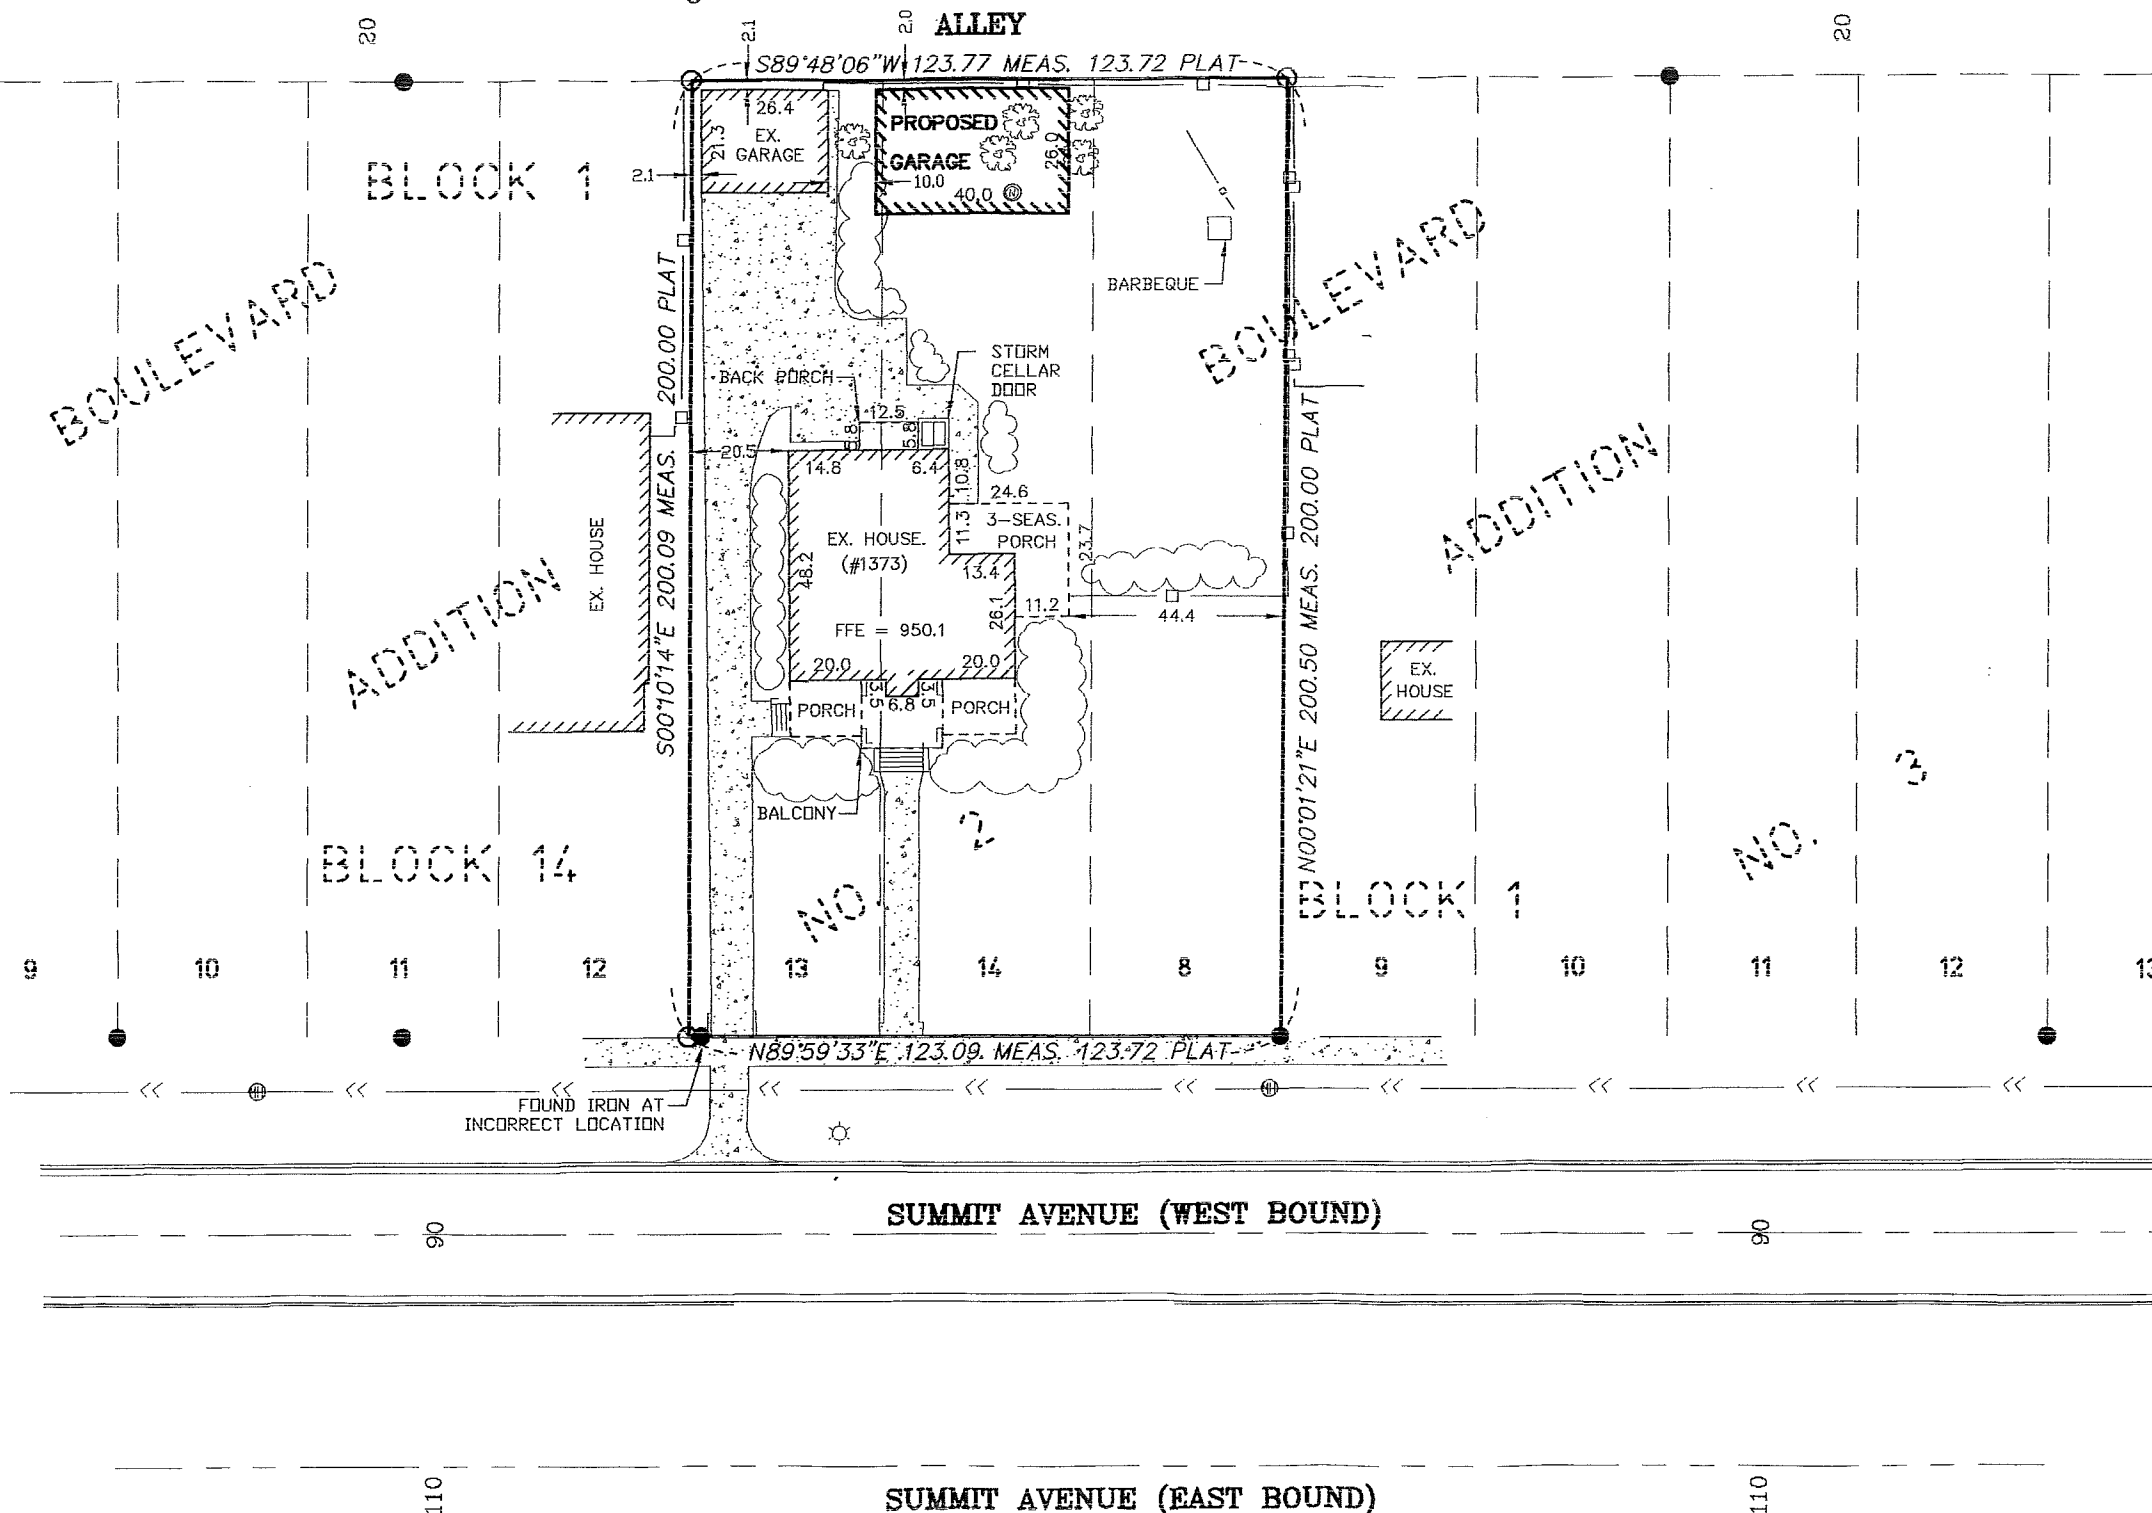 20
2.1
2.0
ALLEY
20
S89°48'06"W 123.77 MEAS. 123.72 PLAT
26.4
EX.
GARAGE
21.3
2.1
PROPOSED
GARAGE
26.0
10.0
40.0
BLOCK 1
BOULEVARD
ADDITION
BOULEVARD
ADDITION
BARBEQUE
S00°10'14"E 200.09 MEAS. 200.00 PLAT
N00°01'21"E 200.50 MEAS. 200.00 PLAT
STORM
CELLAR
DOOR
BACK PORCH
12.5
5.8
5.8
20.5
14.8
6.4
10.8
24.6
11.3
3-SEAS.
PORCH
23.7
EX. HOUSE
EX. HOUSE.
(#1373)
48.2
13.4
26.1
11.2
44.4
FFE = 950.1
20.0
20.0
3.5
3.5
6.8
PORCH
PORCH
EX.
HOUSE
BALCONY
2
NO.
3
NO.
BLOCK 14
BLOCK 1
9
10
11
12
13
14
8
9
10
11
12
13
N89°59'33"E 123.09. MEAS. 123.72 PLAT
FOUND IRON AT
INCORRECT LOCATION
SUMMIT AVENUE (WEST BOUND)
90
90
110
110
SUMMIT AVENUE (EAST BOUND)